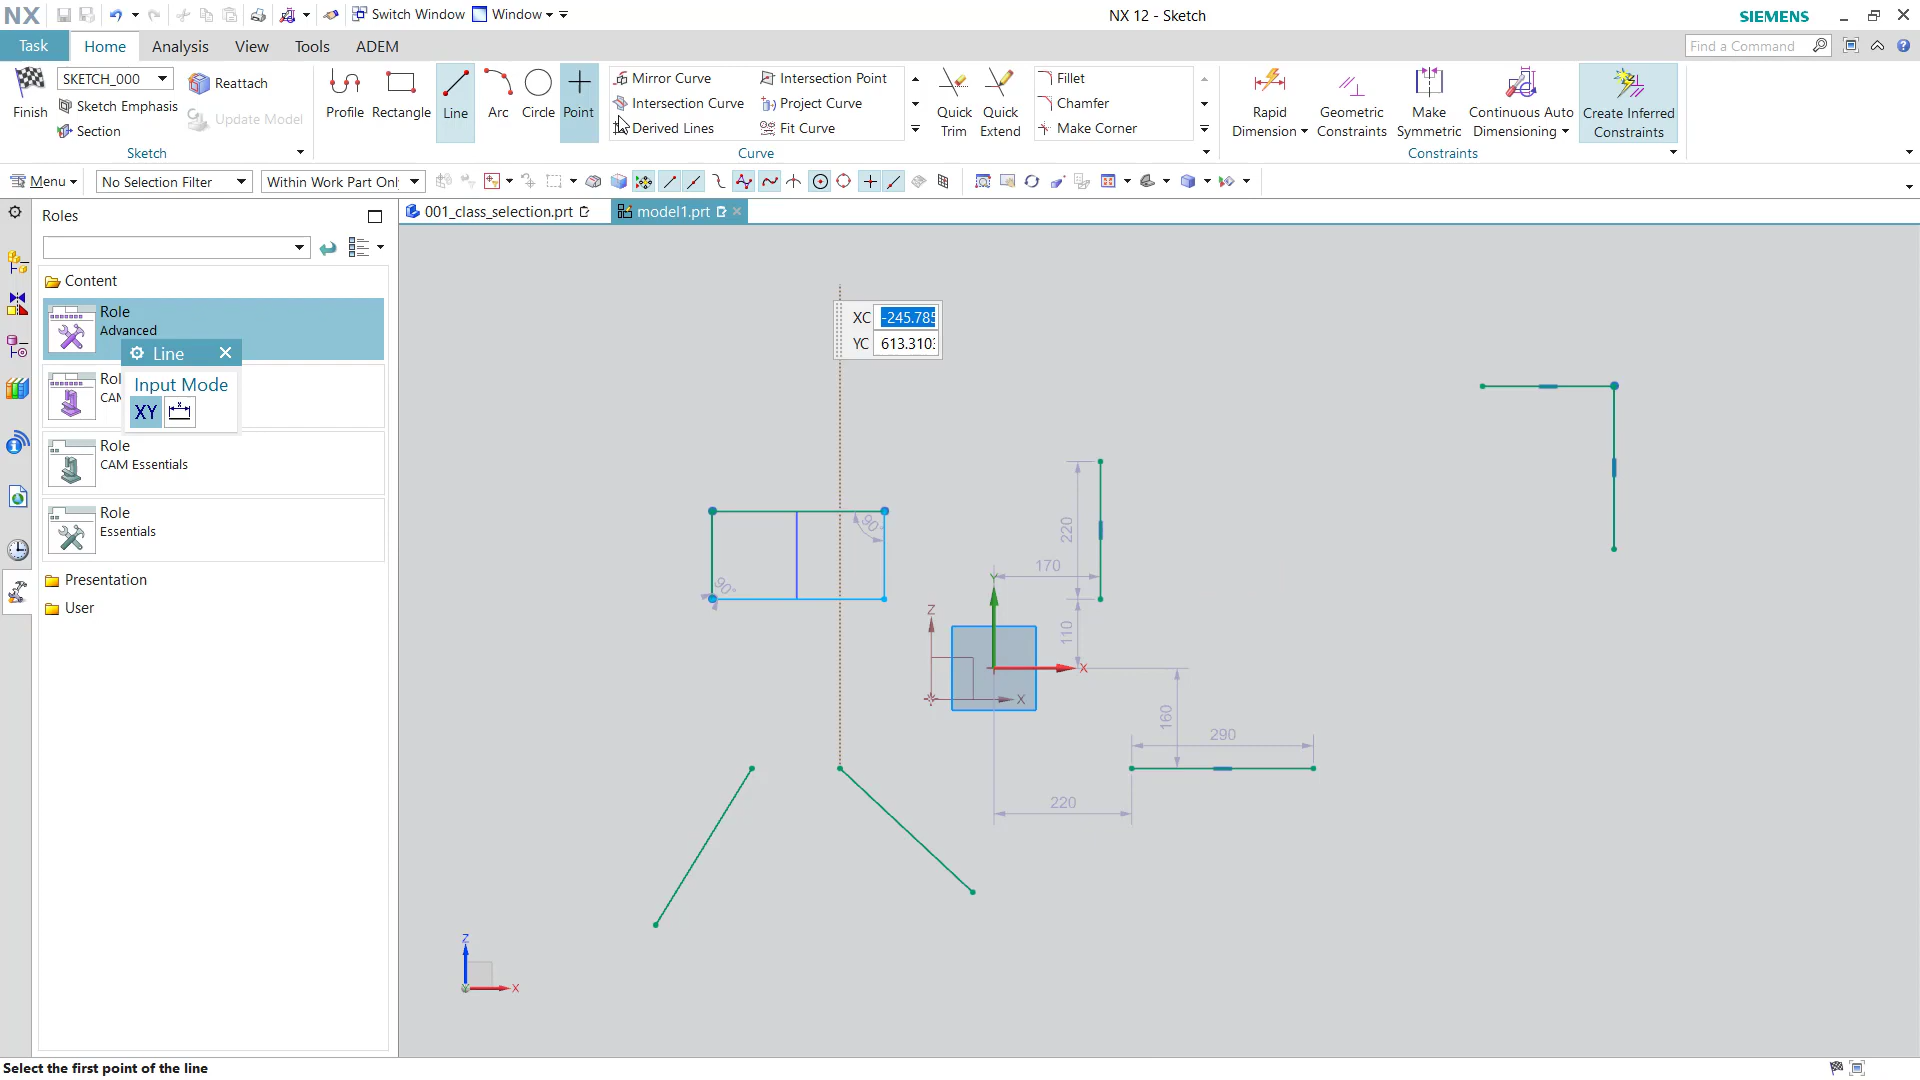 NX
Switch Window
Window
NX 12 - Sketch
SIEMENS
Task
Home
Analysis
View
Tools
ADEM
Find a Command
Finish
SKETCH_000
Sketch Emphasis
Section
Reattach
Update Model
Sketch
Profile
Rectangle
Line
Arc
Circle
Point
Mirror Curve
Intersection Curve
Derived Lines
Intersection Point
Project Curve
Fit Curve
Curve
Quick Trim
Quick Extend
Fillet
Chamfer
Make Corner
Rapid Dimension
Geometric Constraints
Make Symmetric
Continuous Auto Dimensioning
Create Inferred Constraints
Constraints
Menu
No Selection Filter
Within Work Part Onl
Roles
001_class_selection.prt
model1.prt
Content
Role
Advanced
Line
Input Mode
XY
Rol
CAM
Role
CAM Essentials
Role
Essentials
Presentation
User
XC -245.785
YC 613.310
90°
90°
220
170
110
Y
Z
X
X
160
290
220
Z
Y
X
Select the first point of the line